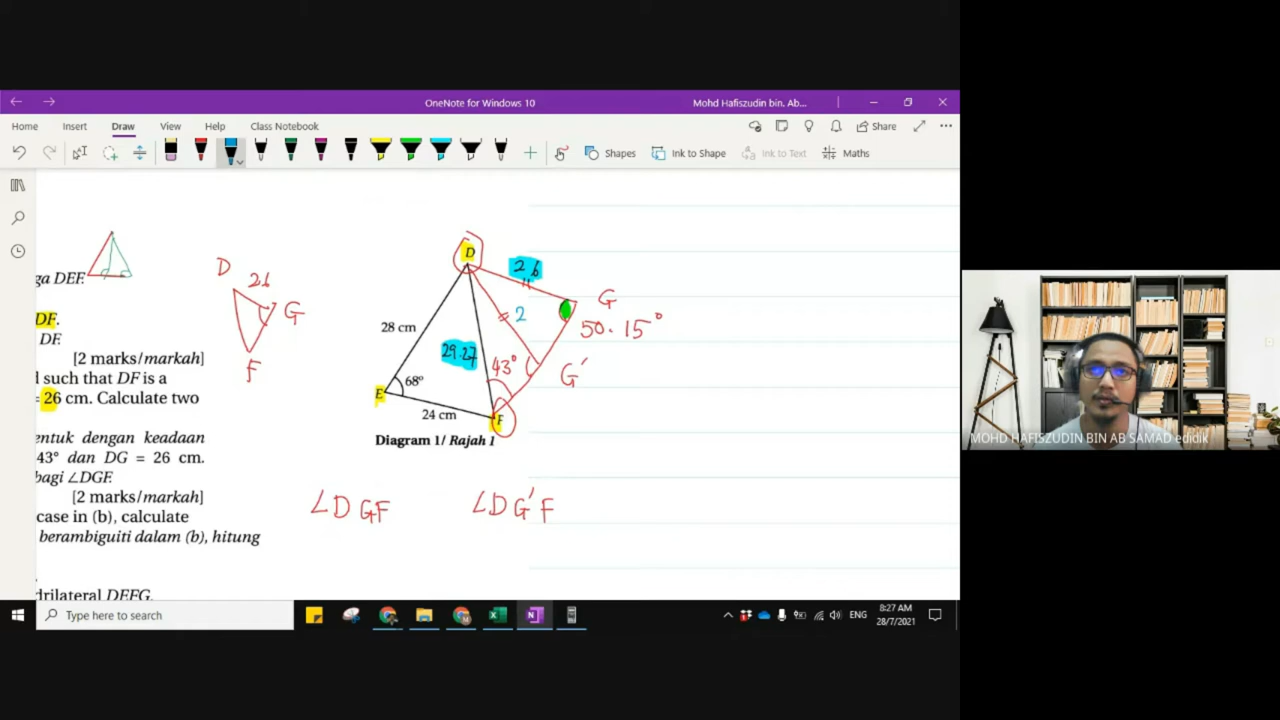 OneNote for Windows 10
Mohd Hafiszudin bin. Ab...
Home Insert Draw View Help Class Notebook
Share
Shapes
Ink to Shape
Ink to Text
Maths
ga DEF.
DF.
DF.
[2 marks/markah]
d such that DF is a
= 26 cm. Calculate two
entuk dengan keadaan
43° dan DG = 26 cm.
bagi ∠DGF.
[2 marks/markah]
case in (b), calculate
berambiguiti dalam (b), hitung
drilateral DEFG.
D
26
G
F
D
26
G
50.15°
28 cm
2
29.27
43°
G'
E
68°
24 cm
F
Diagram 1/ Rajah 1
∠DGF ∠DG'F
MOHD HAFISZUDIN BIN AB SAMAD edidik
Type here to search
ENG
8:27 AM
28/7/2021